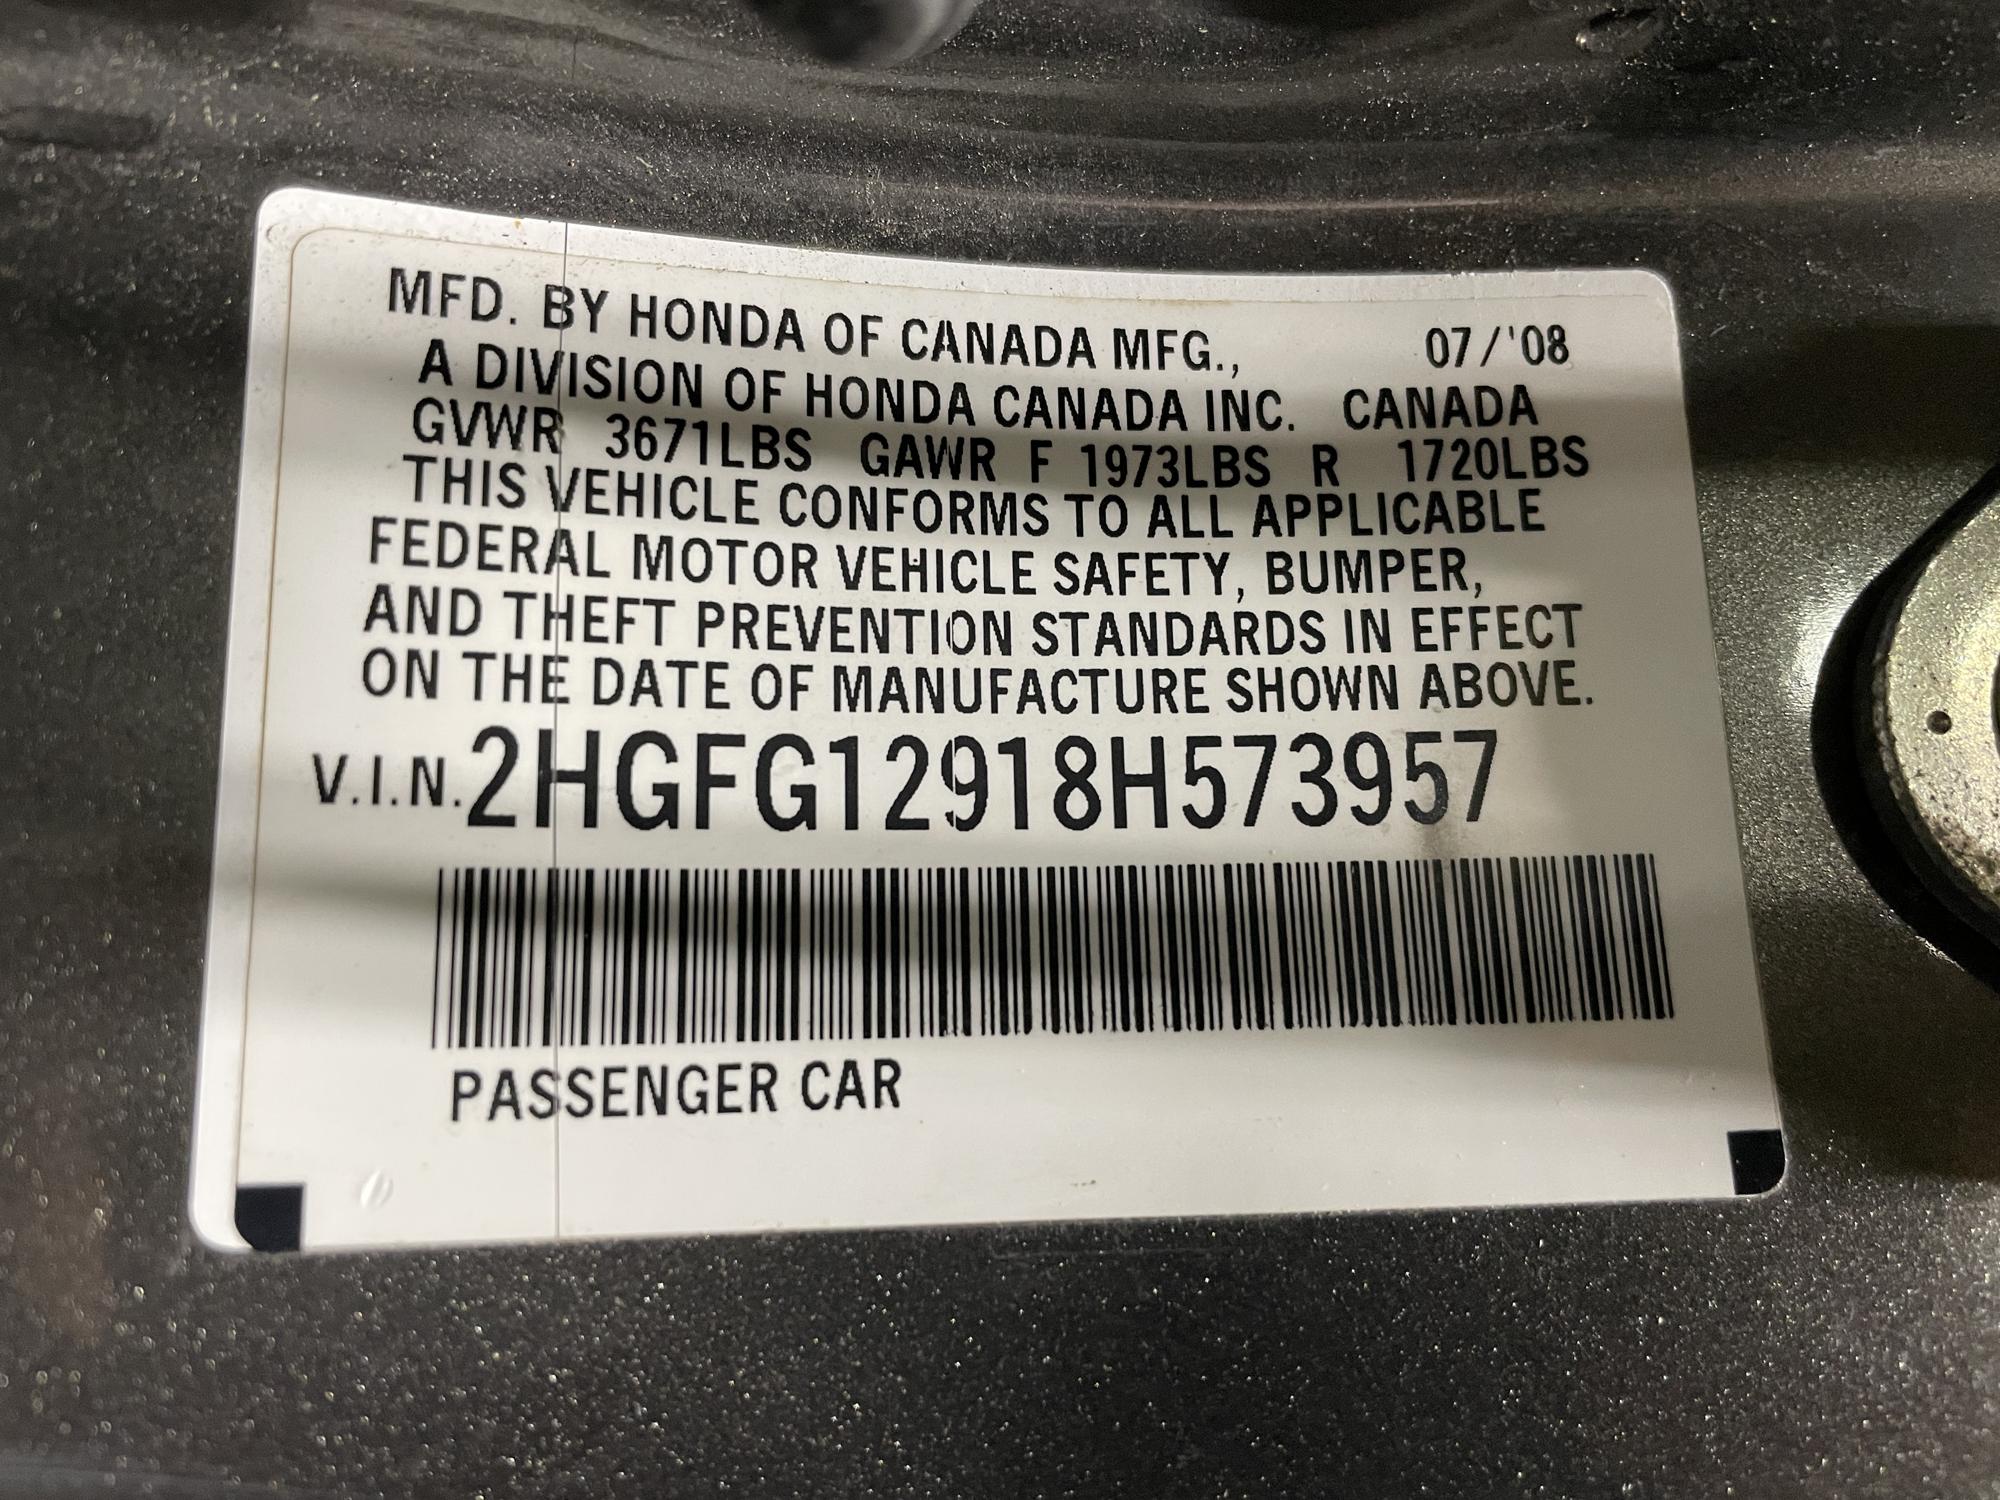 MFD. BY HONDA OF CANADA MFG., 07/'08
A DIVISION OF HONDA CANADA INC. CANADA
GVWR 3671LBS GAWR F 1973LBS R 1720LBS
THIS VEHICLE CONFORMS TO ALL APPLICABLE
FEDERAL MOTOR VEHICLE SAFETY, BUMPER,
AND THEFT PREVENTION STANDARDS IN EFFECT
ON THE DATE OF MANUFACTURE SHOWN ABOVE.
V.I.N. 2HGFG12918H573957
PASSENGER CAR